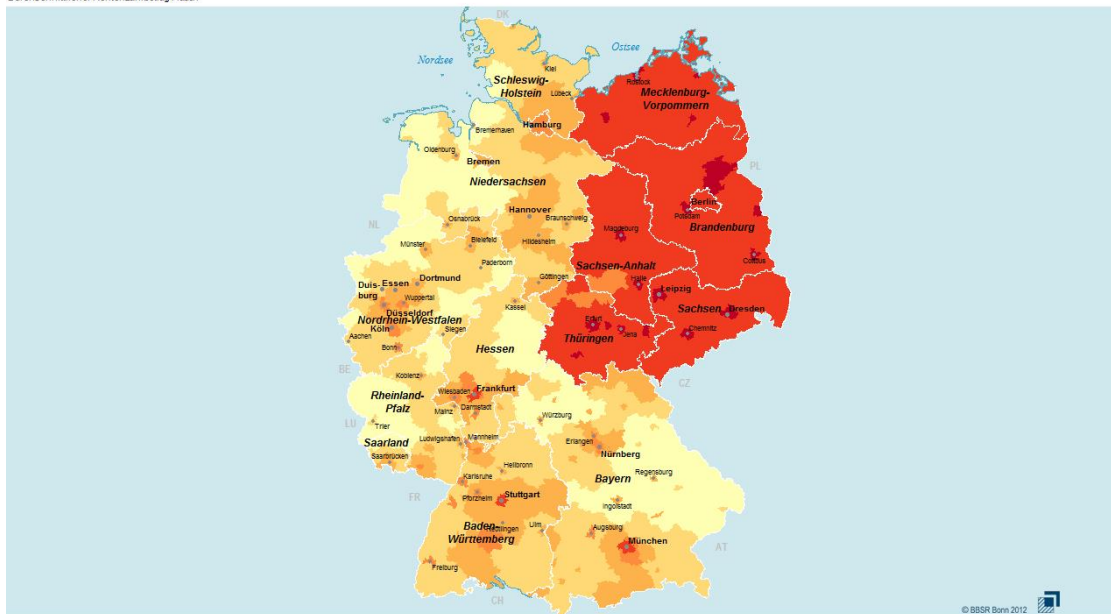 DK
Nordsee
Ostsee
Kiel
Schleswig-
Holstein
Lübeck
Rostock
Mecklenburg-
Vorpommern
Hamburg
Bremerhaven
Oldenburg
Bremen
Niedersachsen
PL
NL
Hannover
Braunschweig
Osnabrück
Hildesheim
Berlin
Potsdam
Brandenburg
Magdeburg
Münster
Bielefeld
Paderborn
Cottbus
Sachsen-Anhalt
Göttingen
Halle
Leipzig
Duis-
burg
Essen
Dortmund
Wuppertal
Düsseldorf
Nordrhein-Westfalen
Köln
Kassel
Siegen
Sachsen
Dresden
Chemnitz
Erfurt
Jena
Thüringen
Aachen
Bonn
Hessen
BE
CZ
Koblenz
Wiesbaden
Frankfurt
Rheinland-
Pfalz
Mainz
Darmstadt
LU
Trier
Würzburg
Saarland
Ludwigshafen
Mannheim
Erlangen
Nürnberg
Saarbrücken
Heilbronn
Bayern
Regensburg
Karlsruhe
FR
Pforzheim
Stuttgart
Ingolstadt
Baden-
Württemberg
Ulm
Augsburg
München
AT
Freiburg
CH
© BBSR Bonn 2012